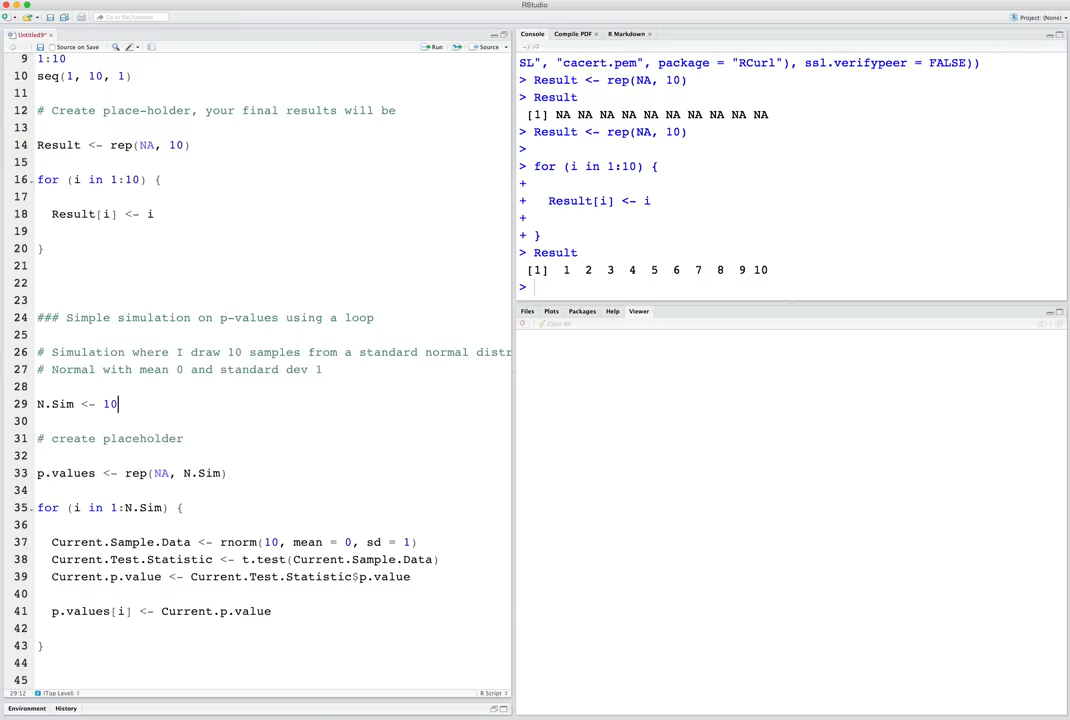 RStudio
Go to file/function
Project: (None)
Untitled9*
Source on Save
Run
Source
9 1:10
10 seq(1, 10, 1)
11
12 # Create place-holder, your final results will be
13
14 Result <- rep(NA, 10)
15
16 for (i in 1:10) {
17
18 Result[i] <- i
19
20 }
21
22
23
24 ### Simple simulation on p-values using a loop
25
26 # Simulation where I draw 10 samples from a standard normal distr
27 # Normal with mean 0 and standard dev 1
28
29 N.Sim <- 10
30
31 # create placeholder
32
33 p.values <- rep(NA, N.Sim)
34
35 for (i in 1:N.Sim) {
36
37 Current.Sample.Data <- rnorm(10, mean = 0, sd = 1)
38 Current.Test.Statistic <- t.test(Current.Sample.Data)
39 Current.p.value <- Current.Test.Statistic$p.value
40
41 p.values[i] <- Current.p.value
42
43 }
44
45
29:12 (Top Level) R Script
Environment History
Console Compile PDF R Markdown
~/
SL", "cacert.pem", package = "RCurl"), ssl.verifypeer = FALSE))
> Result <- rep(NA, 10)
> Result
[1] NA NA NA NA NA NA NA NA NA NA
> Result <- rep(NA, 10)
>
> for (i in 1:10) {
+
+ Result[i] <- i
+
+ }
> Result
[1] 1 2 3 4 5 6 7 8 9 10
>
Files Plots Packages Help Viewer
Clear All